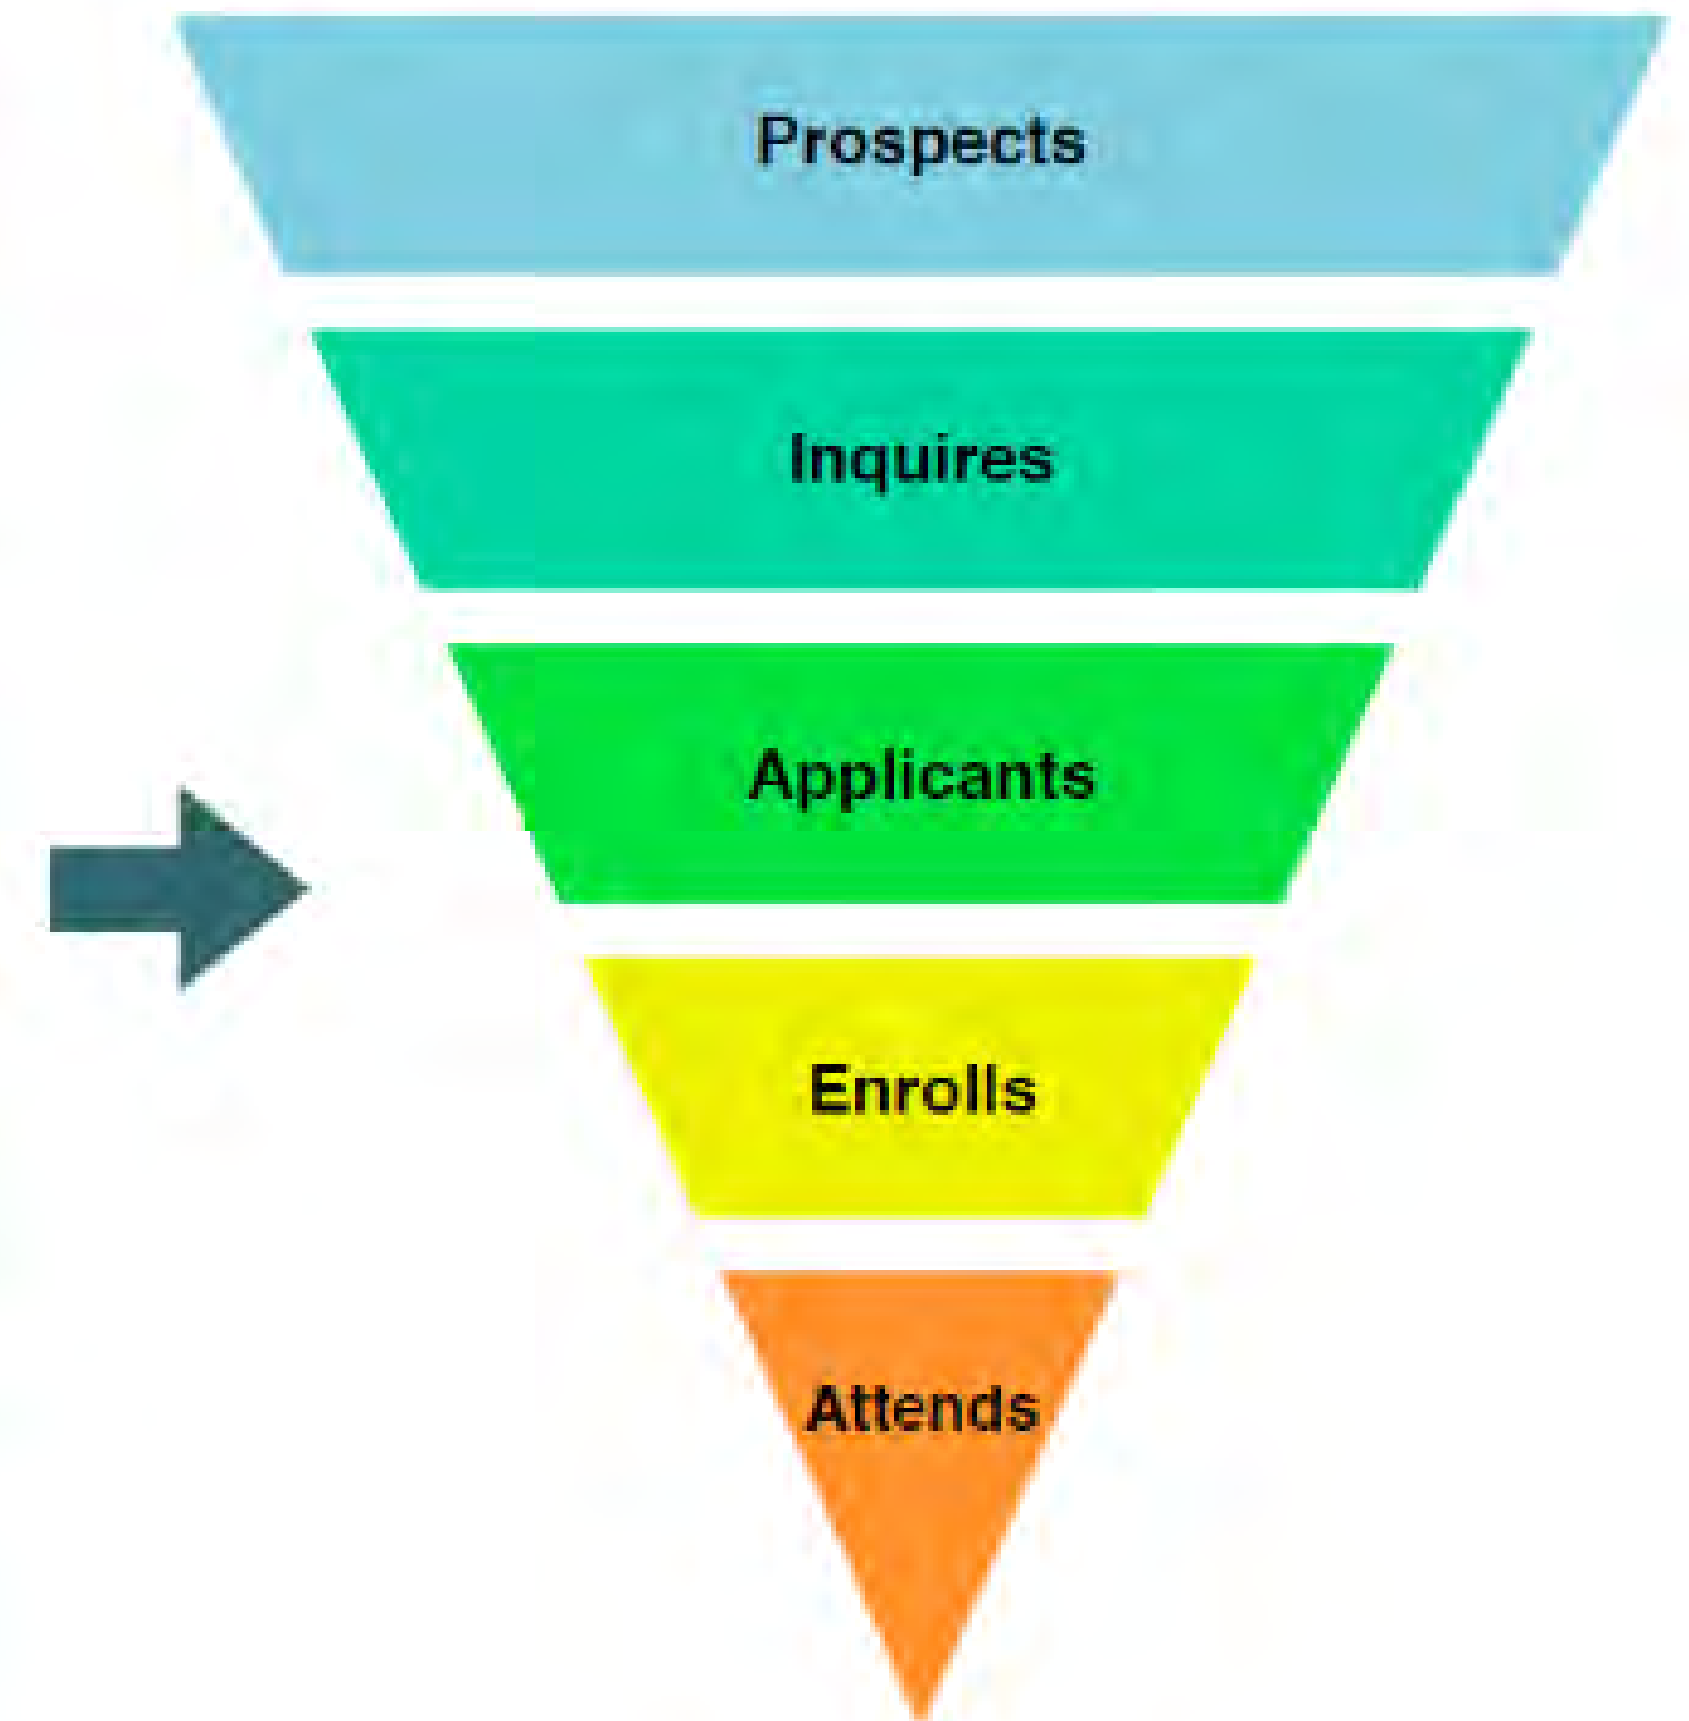 Prospects
Inquires
Applicants
Enrolls
Attends